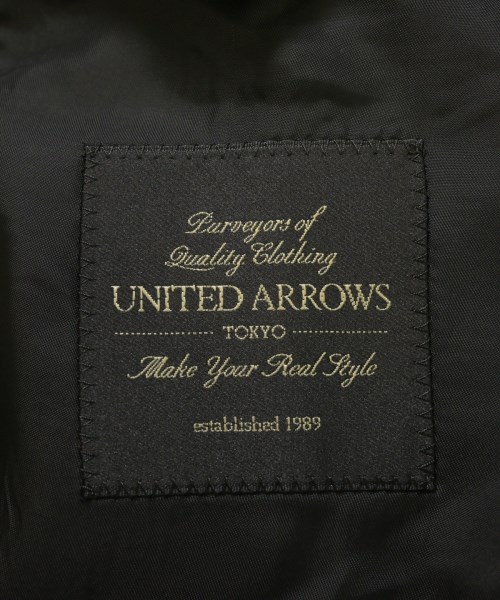 Purveyors of
Quality Clothing
UNITED ARROWS
TOKYO
Make Your Real Style
established 1989